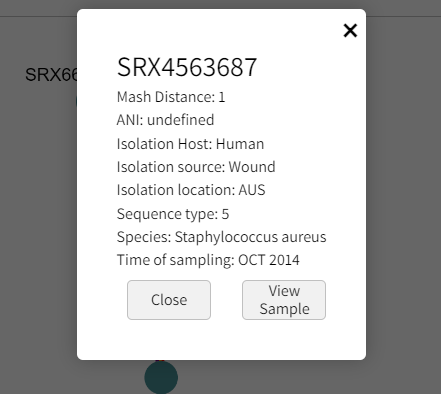 SRX66
SRX4563687
Mash Distance: 1
ANI: undefined
Isolation Host: Human
Isolation source: Wound
Isolation location: AUS
Sequence type: 5
Species: Staphylococcus aureus
Time of sampling: OCT 2014
Close
View
Sample